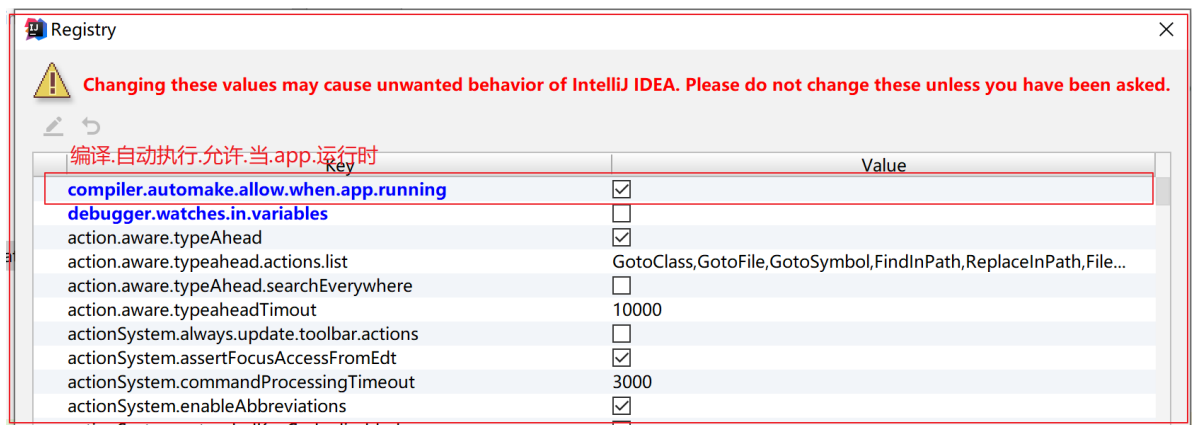 Registry
Changing these values may cause unwanted behavior of IntelliJ IDEA. Please do not change these unless you have been asked.
编译.自动执行.允许.当.app.运行时
Key Value
compiler.automake.allow.when.app.running
debugger.watches.in.variables
action.aware.typeAhead
action.aware.typeahead.actions.list GotoClass,GotoFile,GotoSymbol,FindInPath,ReplaceInPath,File...
action.aware.typeAhead.searchEverywhere
action.aware.typeaheadTimout 10000
actionSystem.always.update.toolbar.actions
actionSystem.assertFocusAccessFromEdt
actionSystem.commandProcessingTimeout 3000
actionSystem.enableAbbreviations